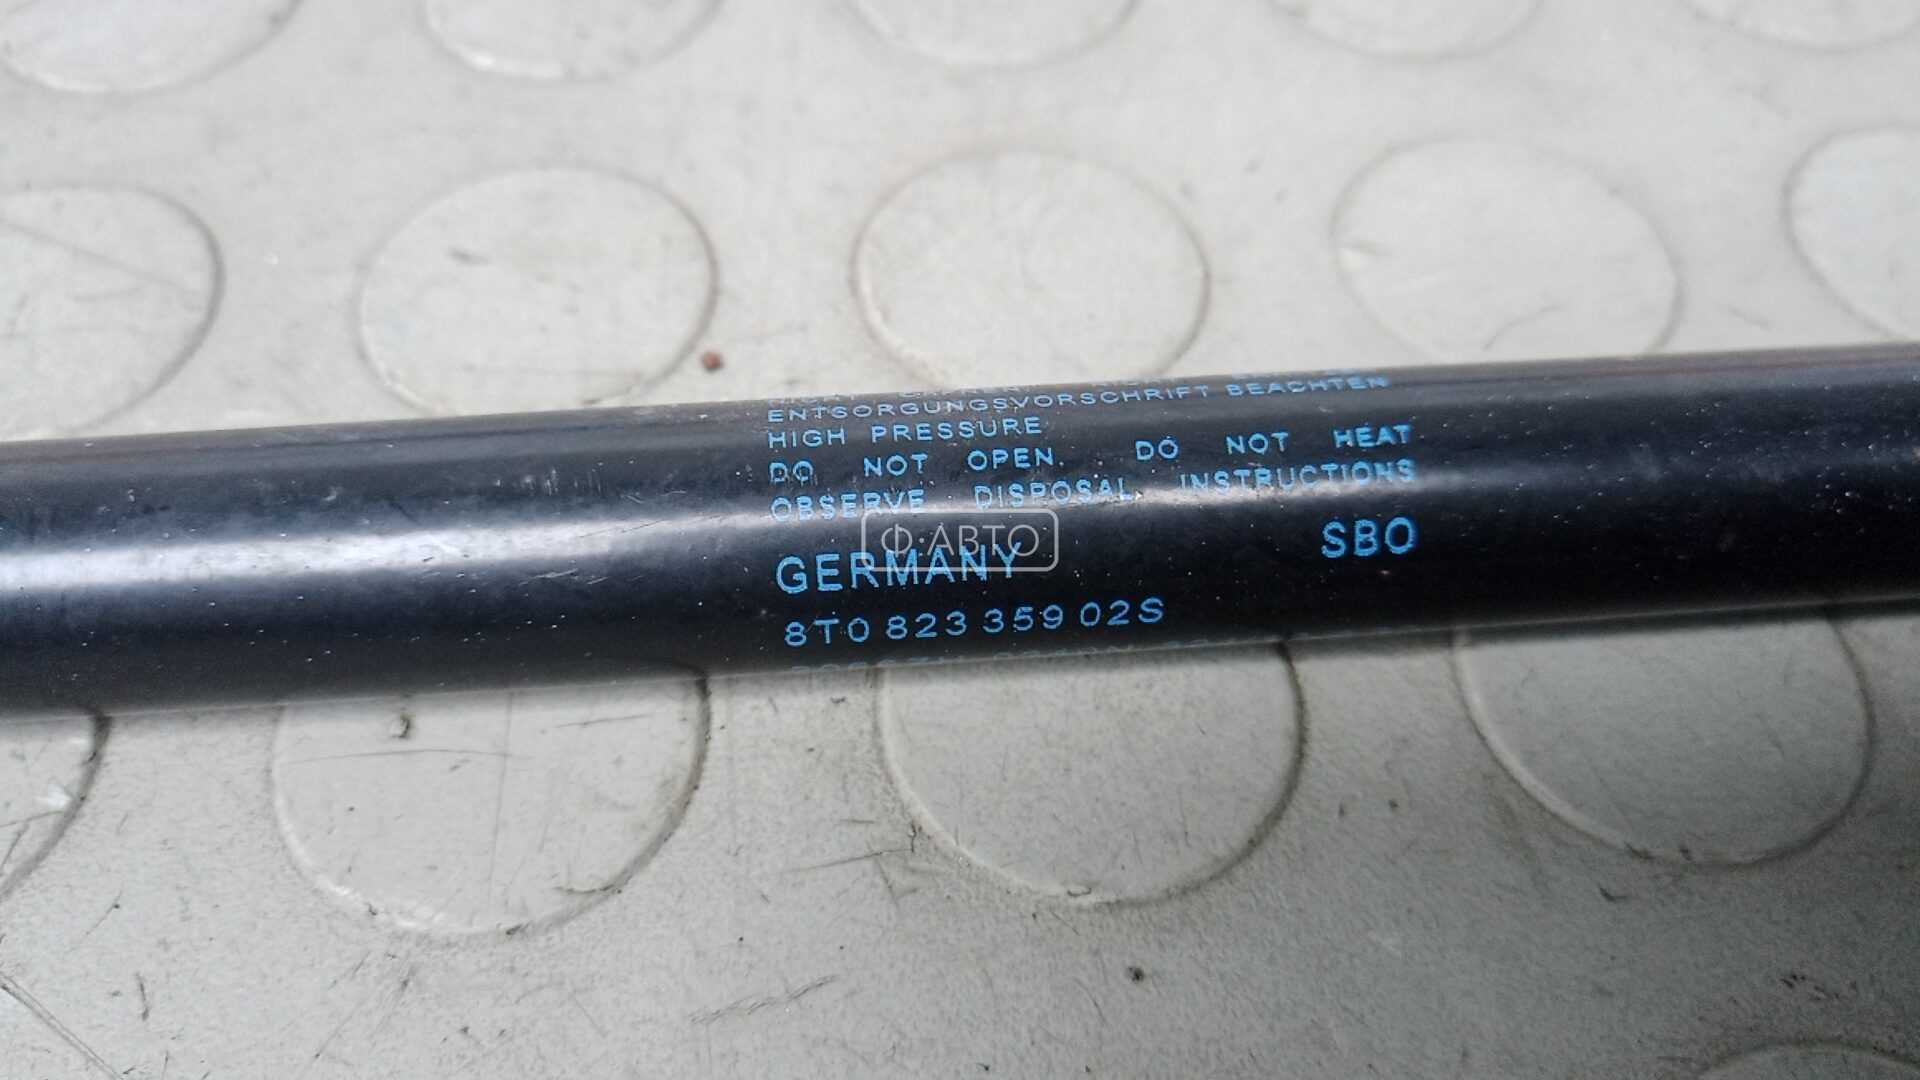 ENTSORGUNGSVORSCHRIFT BEACHTEN
HIGH PRESSURE
DO NOT OPEN. DO NOT HEAT
OBSERVE DISPOSAL INSTRUCTIONS
Ф·АВТО
GERMANY SBO
8T0 823 359 02S